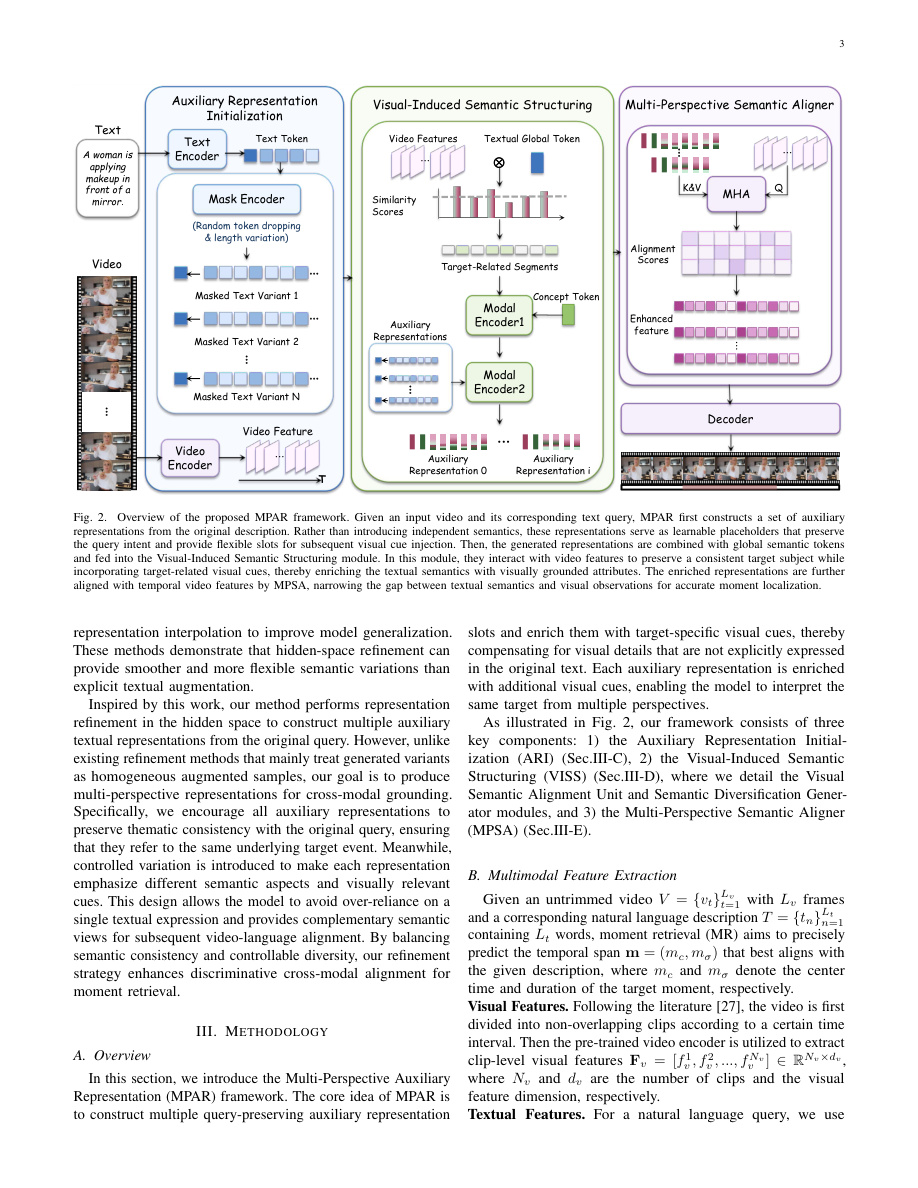 3
Auxiliary Representation
Initialization
Text
A woman is
applying
makeup in
front of a
mirror.
Text
Encoder
Text Token
Mask Encoder
(Random token dropping
& length variation)
...
Masked Text Variant 1
...
Masked Text Variant 2
...
Masked Text Variant N
Video
Video
Encoder
Video Feature
T
Visual-Induced Semantic Structuring
Video Features
Textual Global Token
⊗
Similarity
Scores
Target-Related Segments
Modal
Encoder1
Concept Token
Auxiliary
Representations
Modal
Encoder2
...
Auxiliary
Representation 0
Auxiliary
Representation i
Multi-Perspective Semantic Aligner
K&V
MHA
Q
Alignment
Scores
Enhanced
feature
Decoder
Fig. 2. Overview of the proposed MPAR framework. Given an input video and its corresponding text query, MPAR first constructs a set of auxiliary
representations from the original description. Rather than introducing independent semantics, these representations serve as learnable placeholders that preserve
the query intent and provide flexible slots for subsequent visual cue injection. Then, the generated representations are combined with global semantic tokens
and fed into the Visual-Induced Semantic Structuring module. In this module, they interact with video features to preserve a consistent target subject while
incorporating target-related visual cues, thereby enriching the textual semantics with visually grounded attributes. The enriched representations are further
aligned with temporal video features by MPSA, narrowing the gap between textual semantics and visual observations for accurate moment localization.
representation interpolation to improve model generalization.
These methods demonstrate that hidden-space refinement can
provide smoother and more flexible semantic variations than
explicit textual augmentation.
Inspired by this work, our method performs representation
refinement in the hidden space to construct multiple auxiliary
textual representations from the original query. However, unlike
existing refinement methods that mainly treat generated variants
as homogeneous augmented samples, our goal is to produce
multi-perspective representations for cross-modal grounding.
Specifically, we encourage all auxiliary representations to
preserve thematic consistency with the original query, ensuring
that they refer to the same underlying target event. Meanwhile,
controlled variation is introduced to make each representation
emphasize different semantic aspects and visually relevant
cues. This design allows the model to avoid over-reliance on a
single textual expression and provides complementary semantic
views for subsequent video-language alignment. By balancing
semantic consistency and controllable diversity, our refinement
strategy enhances discriminative cross-modal alignment for
moment retrieval.
III. METHODOLOGY
A. Overview
In this section, we introduce the Multi-Perspective Auxiliary
Representation (MPAR) framework. The core idea of MPAR is
to construct multiple query-preserving auxiliary representation
slots and enrich them with target-specific visual cues, thereby
compensating for visual details that are not explicitly expressed
in the original text. Each auxiliary representation is enriched
with additional visual cues, enabling the model to interpret the
same target from multiple perspectives.
As illustrated in Fig. 2, our framework consists of three
key components: 1) the Auxiliary Representation Initial-
ization (ARI) (Sec.III-C), 2) the Visual-Induced Semantic
Structuring (VISS) (Sec.III-D), where we detail the Visual
Semantic Alignment Unit and Semantic Diversification Gener-
ator modules, and 3) the Multi-Perspective Semantic Aligner
(MPSA) (Sec.III-E).
B. Multimodal Feature Extraction
Given an untrimmed video $V = \{v_t\}_{t=1}^{L_v}$ with $L_v$ frames
and a corresponding natural language description $T = \{t_n\}_{n=1}^{L_t}$
containing $L_t$ words, moment retrieval (MR) aims to precisely
predict the temporal span $\mathbf{m} = (m_c, m_\sigma)$ that best aligns with
the given description, where $m_c$ and $m_\sigma$ denote the center
time and duration of the target moment, respectively.
Visual Features. Following the literature [27], the video is first
divided into non-overlapping clips according to a certain time
interval. Then the pre-trained video encoder is utilized to extract
clip-level visual features $\mathbf{F}_v = [f_v^1, f_v^2, ..., f_v^{N_v}] \in \mathbb{R}^{N_v \times d_v}$,
where $N_v$ and $d_v$ are the number of clips and the visual
feature dimension, respectively.
Textual Features. For a natural language query, we use